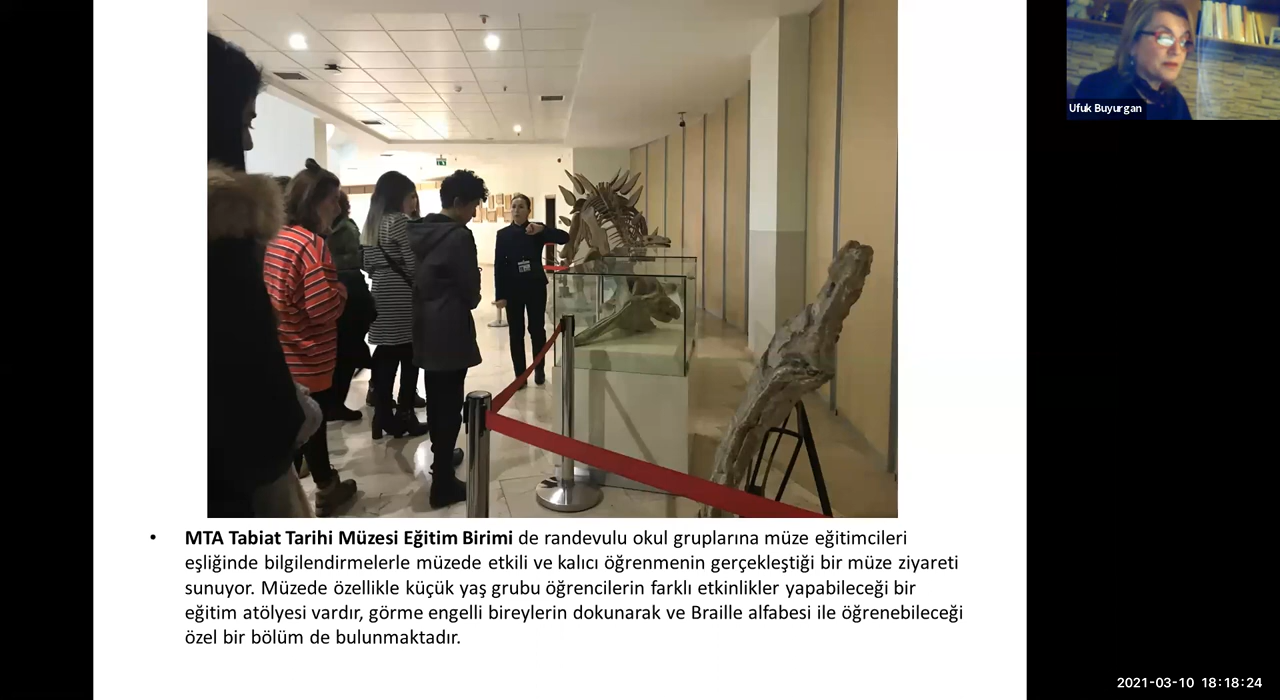 Ufuk Buyurgan
• MTA Tabiat Tarihi Müzesi Eğitim Birimi de randevulu okul gruplarına müze eğitimcileri
eşliğinde bilgilendirmelerle müzede etkili ve kalıcı öğrenmenin gerçekleştiği bir müze ziyareti
sunuyor. Müzede özellikle küçük yaş grubu öğrencilerin farklı etkinlikler yapabileceği bir
eğitim atölyesi vardır, görme engelli bireylerin dokunarak ve Braille alfabesi ile öğrenebileceği
özel bir bölüm de bulunmaktadır.
2021-03-10 18:18:24